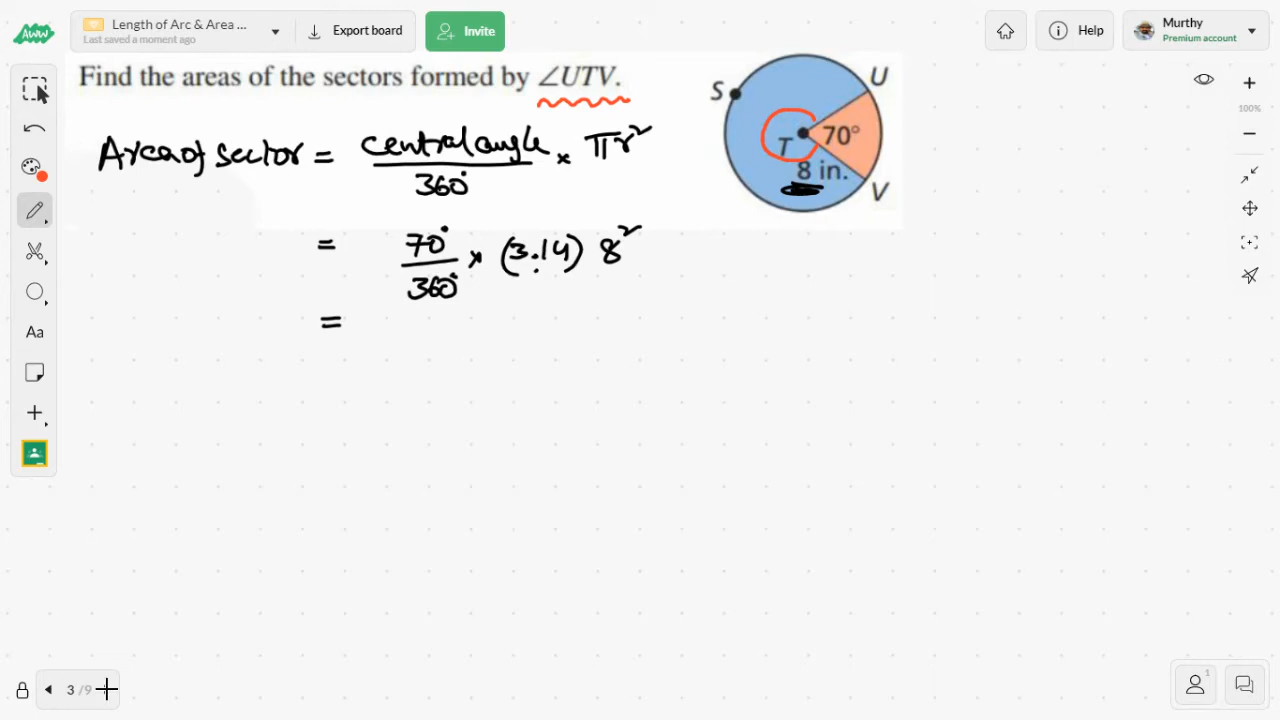 AWW
Length of Arc & Area ...
Last saved a moment ago
Export board
Invite
Help
Murthy
Premium account
Find the areas of the sectors formed by ∠UTV.
S
U
T
70°
8 in.
V
Area of sector = central angle / 360° × πr²
= 70° / 360° × (3.14) 8²
=
100%
Aa
3 /9
1